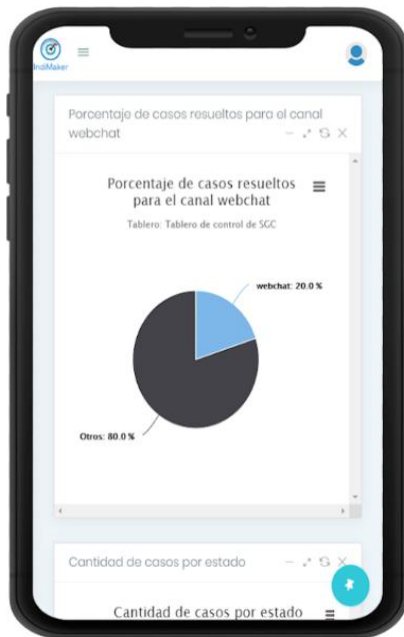 IndiMaker
Porcentaje de casos resueltos para el canal
webchat
Porcentaje de casos resueltos
para el canal webchat
Tablero: Tablero de control de SGC
webchat: 20.0 %
Otros: 80.0 %
Cantidad de casos por estado
Cantidad de casos por estado